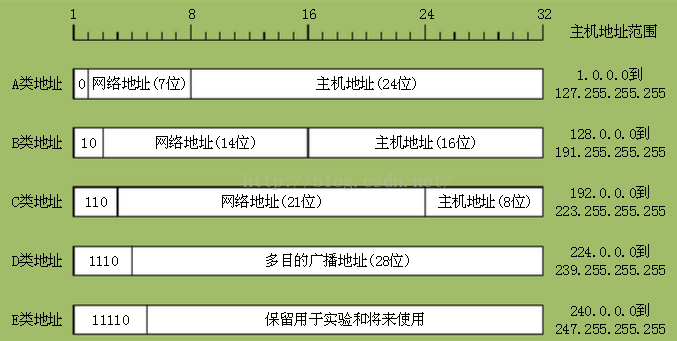 1 8 16 24 32 主机地址范围
A类地址 0 网络地址(7位) 主机地址(24位) 1.0.0.0到
127.255.255.255
B类地址 10 网络地址(14位) 主机地址(16位) 128.0.0.0到
191.255.255.255
http://blog.csdn.net/
C类地址 110 网络地址(21位) 主机地址(8位) 192.0.0.0到
223.255.255.255
D类地址 1110 多目的广播地址(28位) 224.0.0.0到
239.255.255.255
E类地址 11110 保留用于实验和将来使用 240.0.0.0到
247.255.255.255